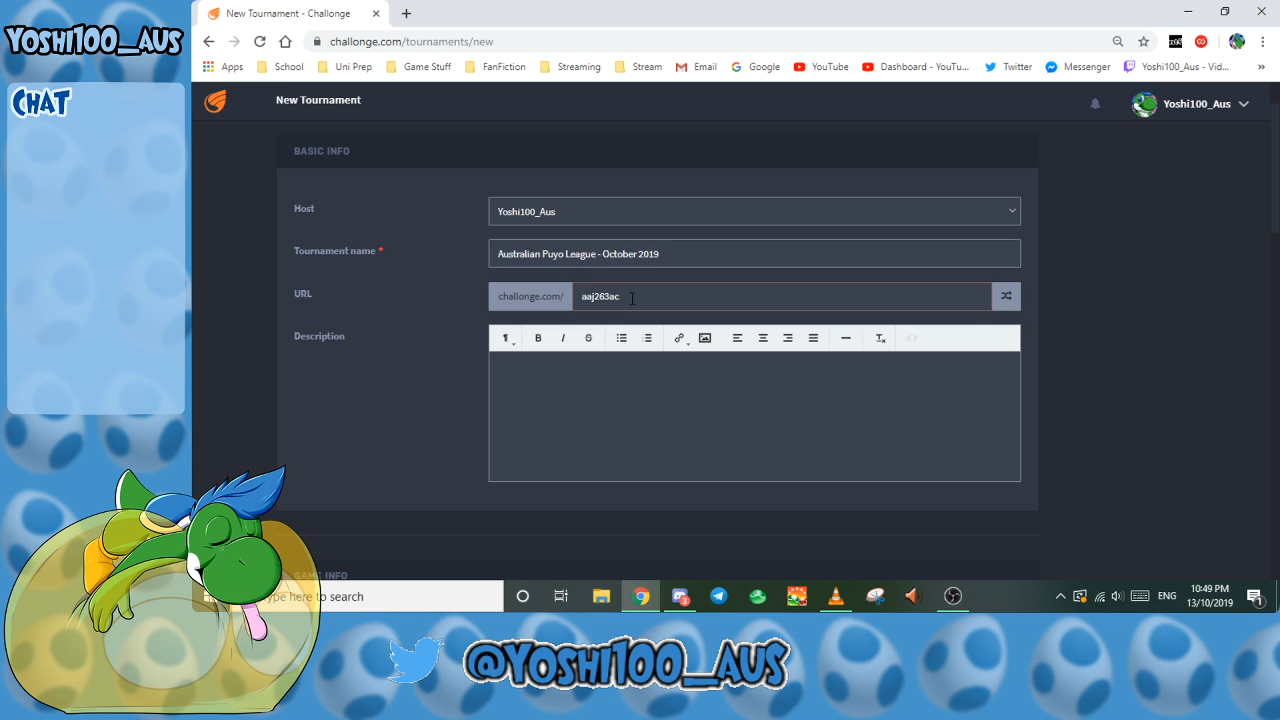 YOSHI100_AUS
CHAT
New Tournament - Challonge
challonge.com/tournaments/new
Apps School Uni Prep Game Stuff FanFiction Streaming Stream Email Google YouTube Dashboard - YouTu... Twitter Messenger Yoshi100_Aus - Vid... »
New Tournament
Yoshi100_Aus
BASIC INFO
Host
Yoshi100_Aus
Tournament name *
Australian Puyo League - October 2019
URL
challonge.com/ aaj263ac
Description
GAME INFO
ype here to search
ENG
10:49 PM
13/10/2019
@YOSHI100_AUS